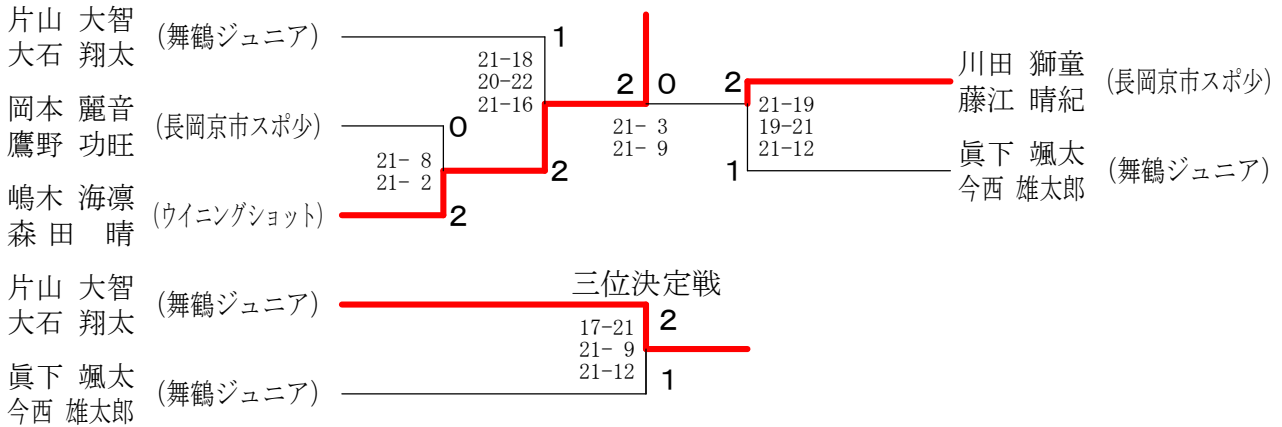 片山 大智
大石 翔太
(舞鶴ジュニア)
1
21-18
20-22
21-16
岡本 麗音
鷹野 功旺
(長岡京市スポ少)
0
21- 8
21- 2
2
嶋木 海凛
森 田 晴
(ウイニングショット)
2
2 0
21- 3
21- 9
2
21-19
19-21
21-12
1
川田 獅童
藤江 晴紀
(長岡京市スポ少)
眞下 颯太
今西 雄太郎
(舞鶴ジュニア)
三位決定戦
片山 大智
大石 翔太
(舞鶴ジュニア)
17-21
21- 9
21-12
2
1
眞下 颯太
今西 雄太郎
(舞鶴ジュニア)